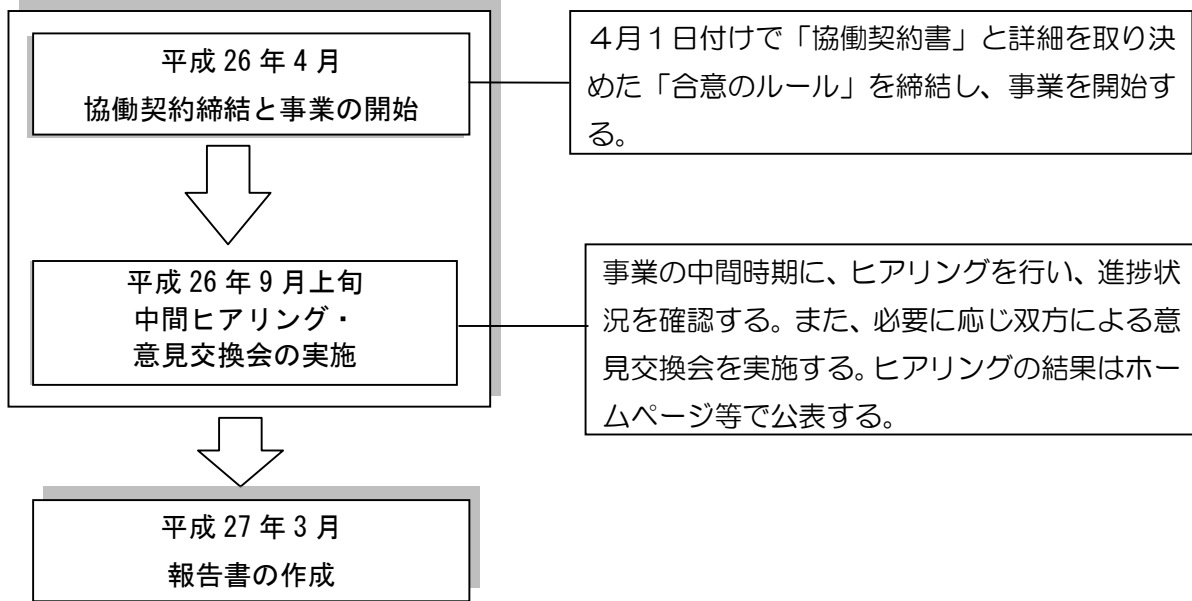 平成 26 年 4 月
協働契約締結と事業の開始
４月１日付けで「協働契約書」と詳細を取り決
めた「合意のルール」を締結し、事業を開始す
る。
平成 26 年 9 月上旬
中間ヒアリング・
意見交換会の実施
事業の中間時期に、ヒアリングを行い、進捗状
況を確認する。また、必要に応じ双方による意
見交換会を実施する。ヒアリングの結果はホー
ムページ等で公表する。
平成 27 年 3 月
報告書の作成